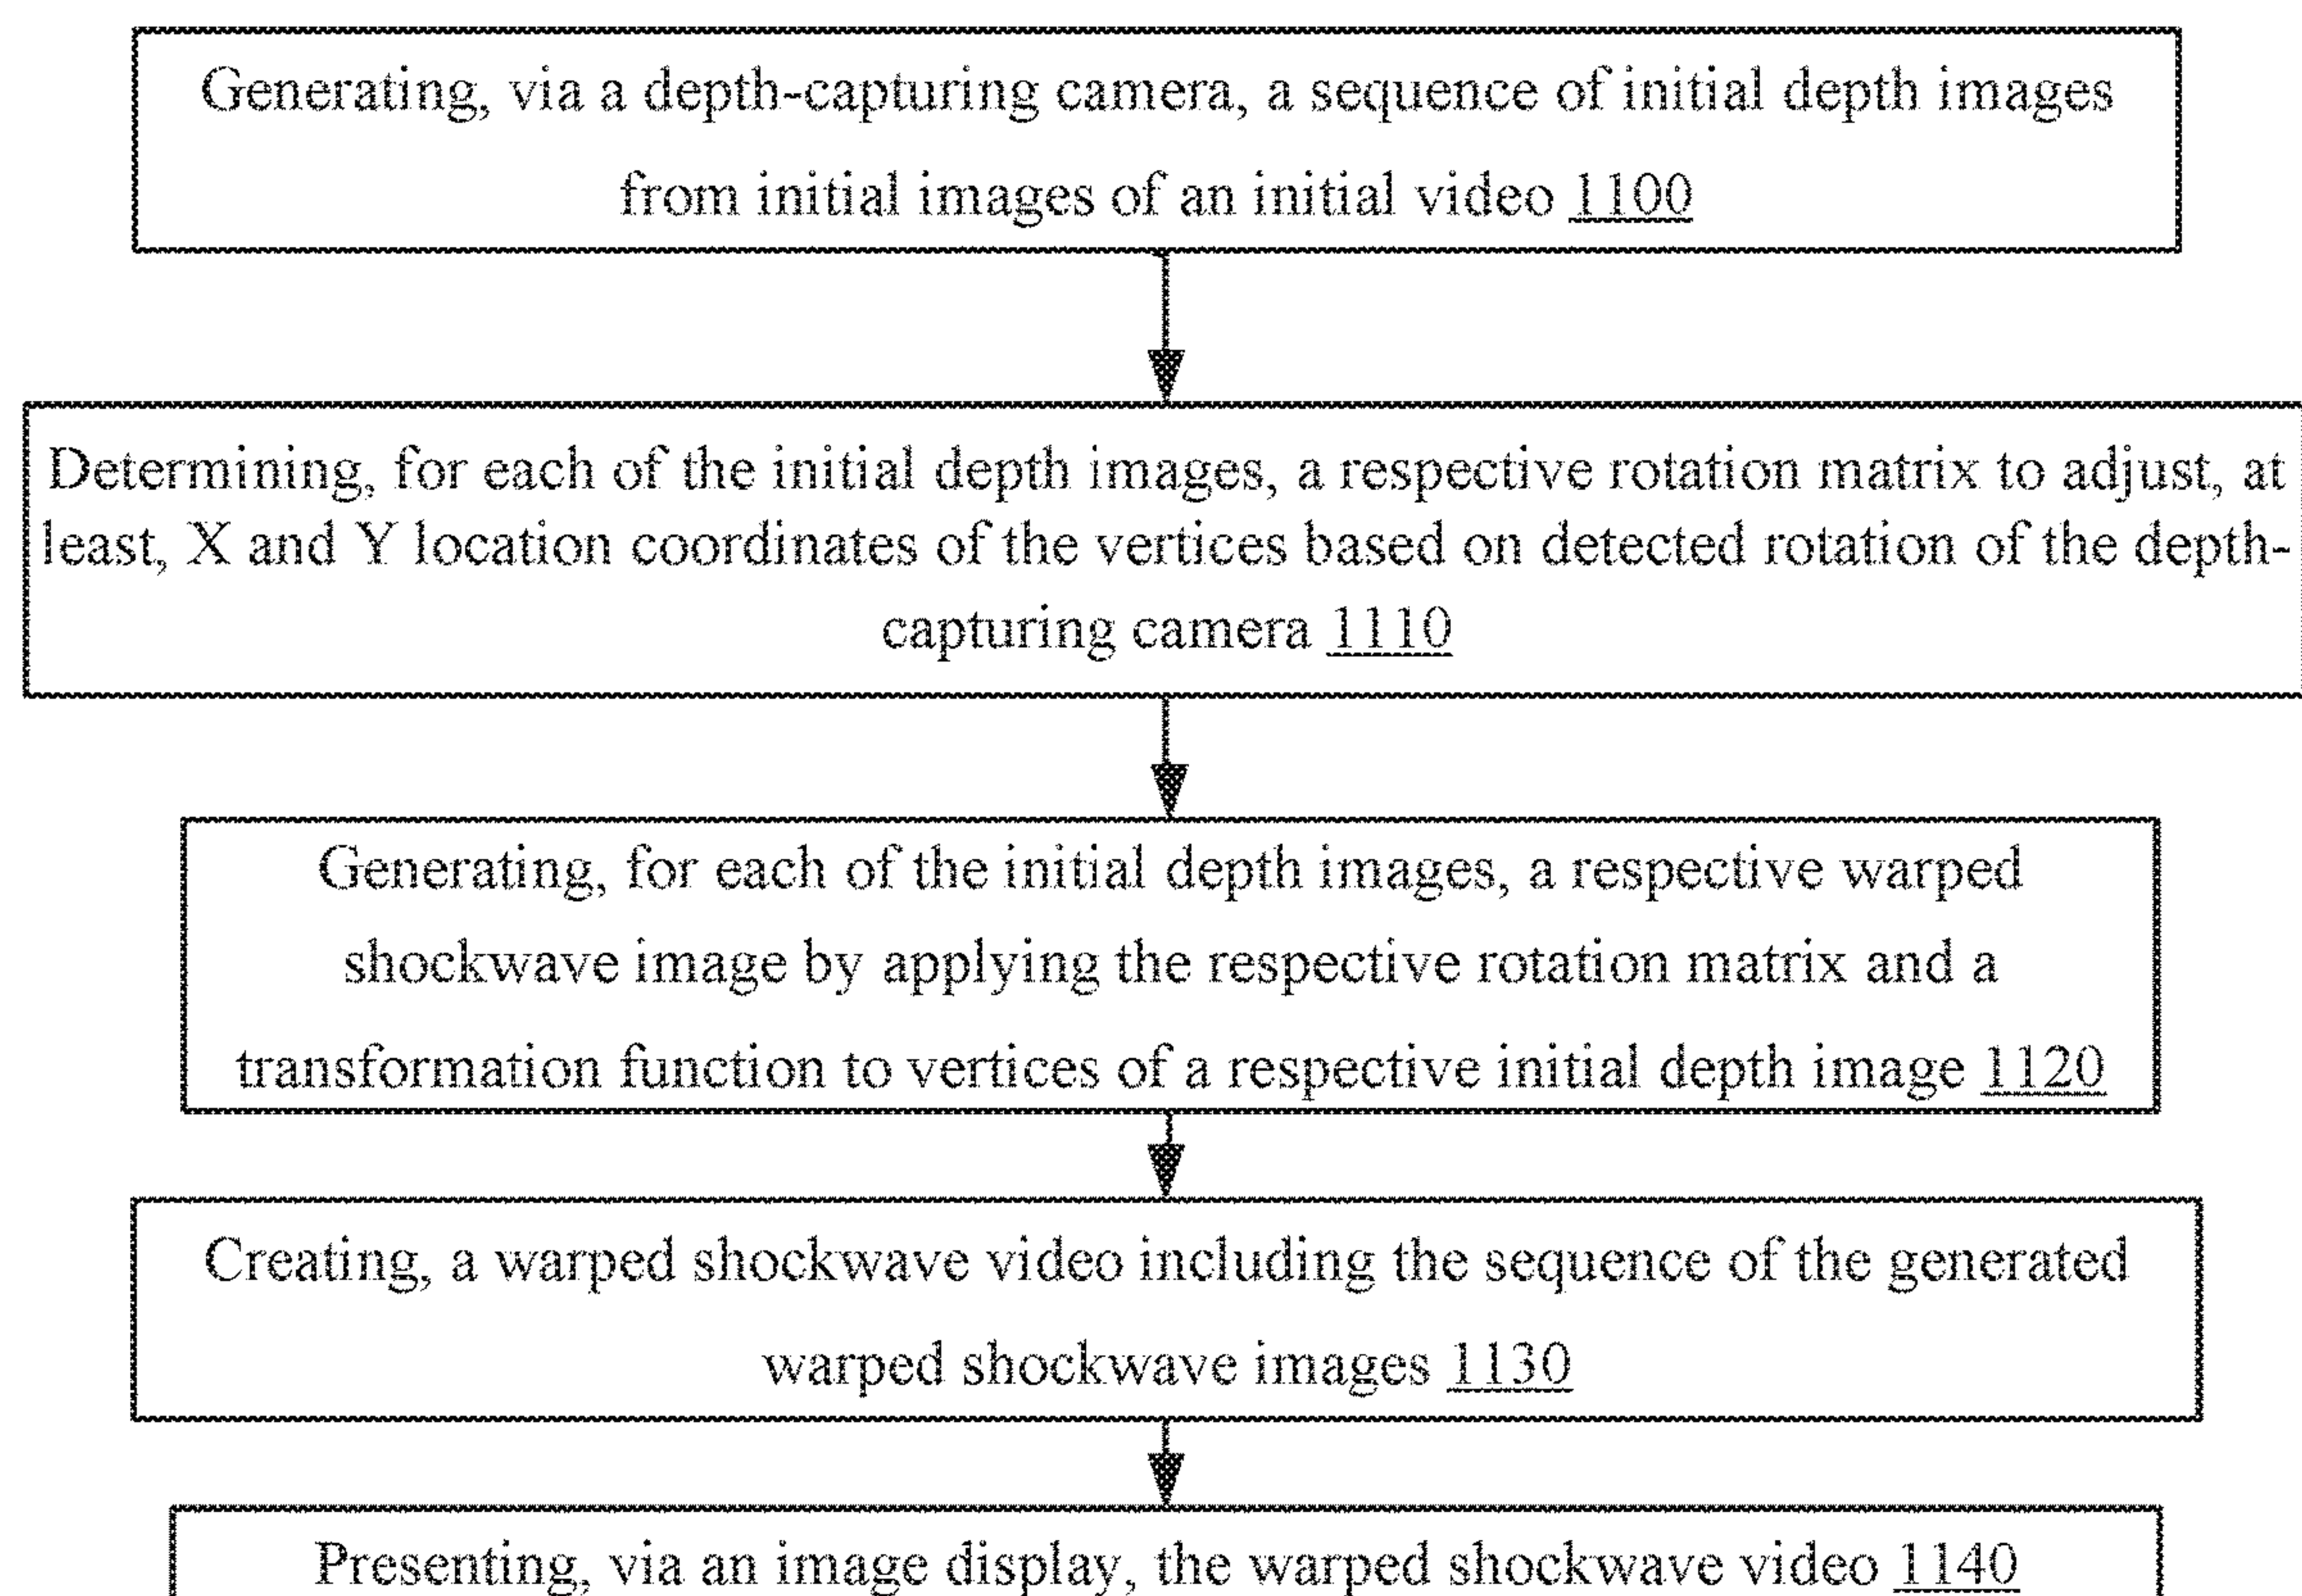 Generating, via a depth-capturing camera, a sequence of initial depth images
from initial images of an initial video 1100
Determining, for each of the initial depth images, a respective rotation matrix to adjust, at
least, X and Y location coordinates of the vertices based on detected rotation of the depth-
capturing camera 1110
Generating, for each of the initial depth images, a respective warped
shockwave image by applying the respective rotation matrix and a
transformation function to vertices of a respective initial depth image 1120
Creating, a warped shockwave video including the sequence of the generated
warped shockwave images 1130
Presenting, via an image display, the warped shockwave video 1140